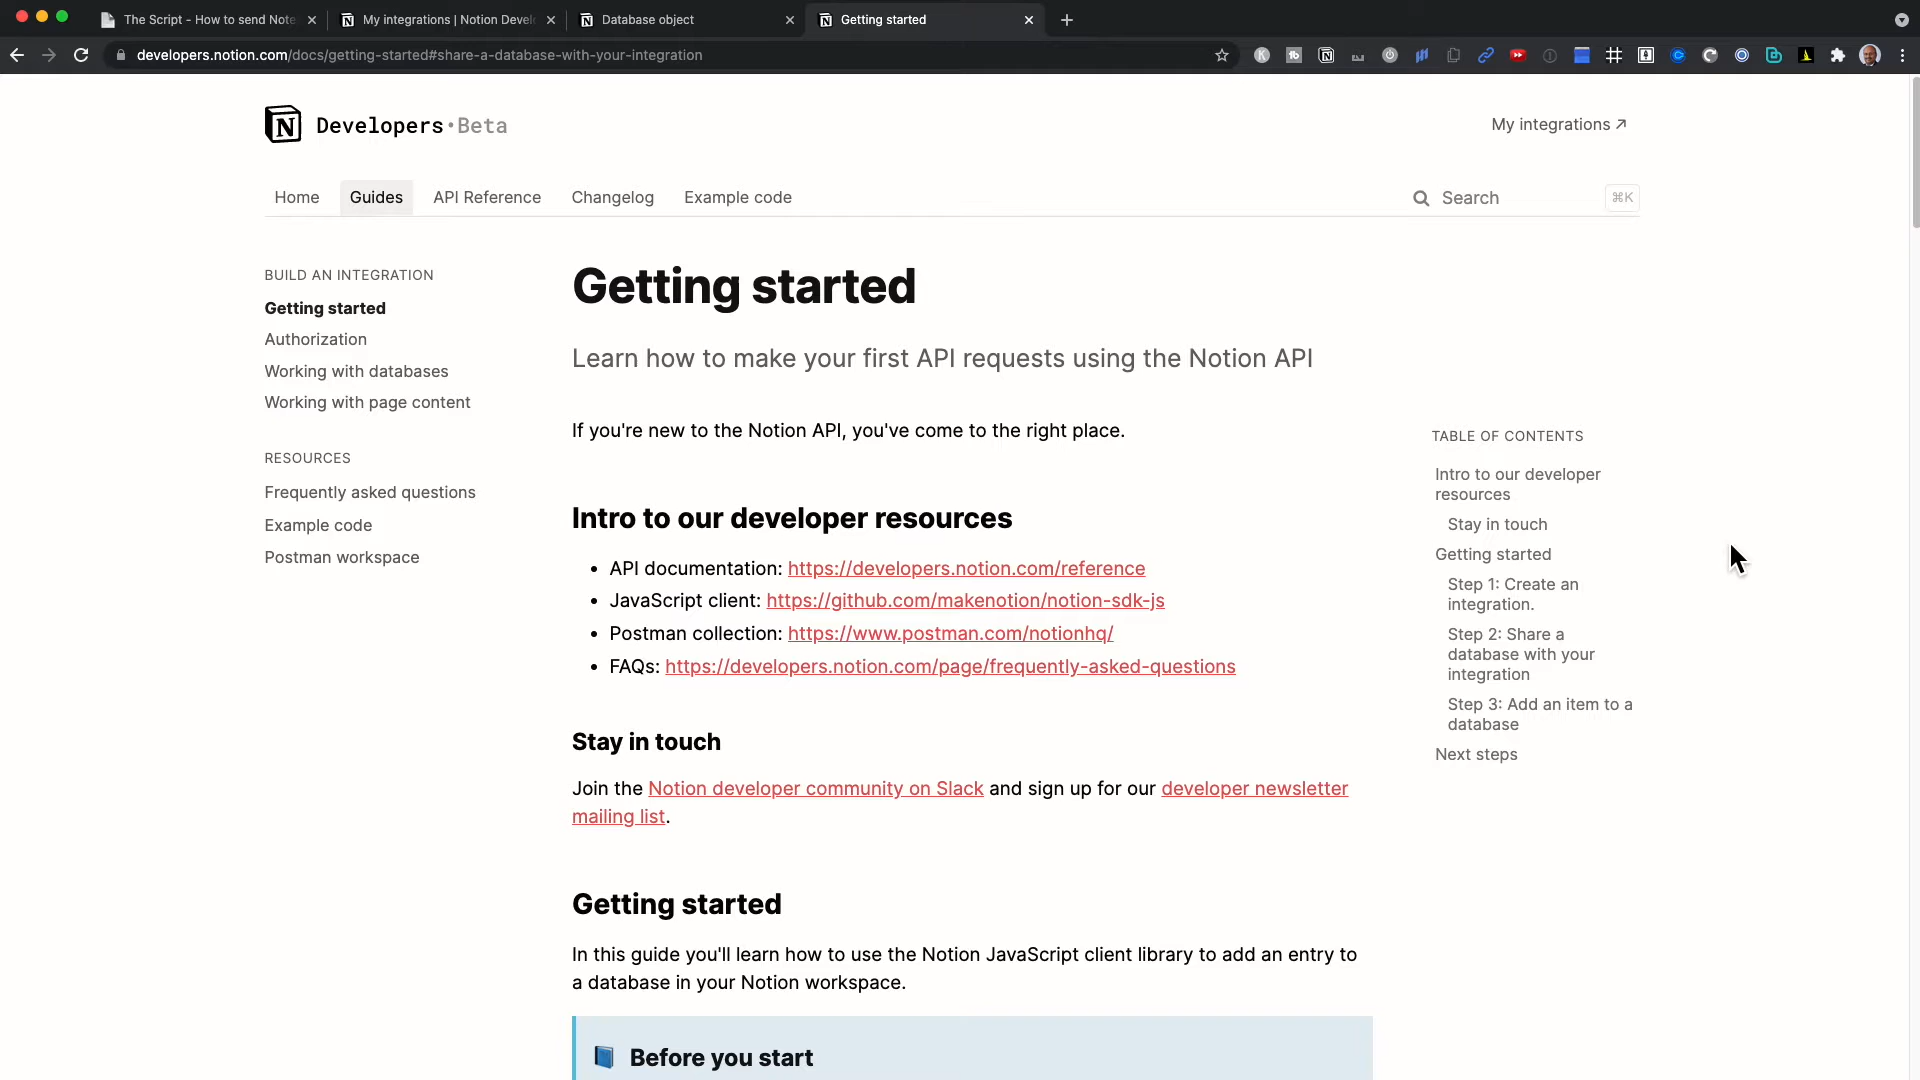 The Script - How to send Note
My integrations | Notion Devel
Database object
Getting started
developers.notion.com/docs/getting-started#share-a-database-with-your-integration
Developers • Beta
My integrations ↗
Home
Guides
API Reference
Changelog
Example code
Search
⌘K
BUILD AN INTEGRATION
Getting started
Authorization
Working with databases
Working with page content
RESOURCES
Frequently asked questions
Example code
Postman workspace
Getting started
Learn how to make your first API requests using the Notion API
If you're new to the Notion API, you've come to the right place.
Intro to our developer resources
• API documentation: https://developers.notion.com/reference
• JavaScript client: https://github.com/makenotion/notion-sdk-js
• Postman collection: https://www.postman.com/notionhq/
• FAQs: https://developers.notion.com/page/frequently-asked-questions
Stay in touch
Join the Notion developer community on Slack and sign up for our developer newsletter
mailing list.
Getting started
In this guide you'll learn how to use the Notion JavaScript client library to add an entry to
a database in your Notion workspace.
Before you start
TABLE OF CONTENTS
Intro to our developer
resources
Stay in touch
Getting started
Step 1: Create an
integration.
Step 2: Share a
database with your
integration
Step 3: Add an item to a
database
Next steps